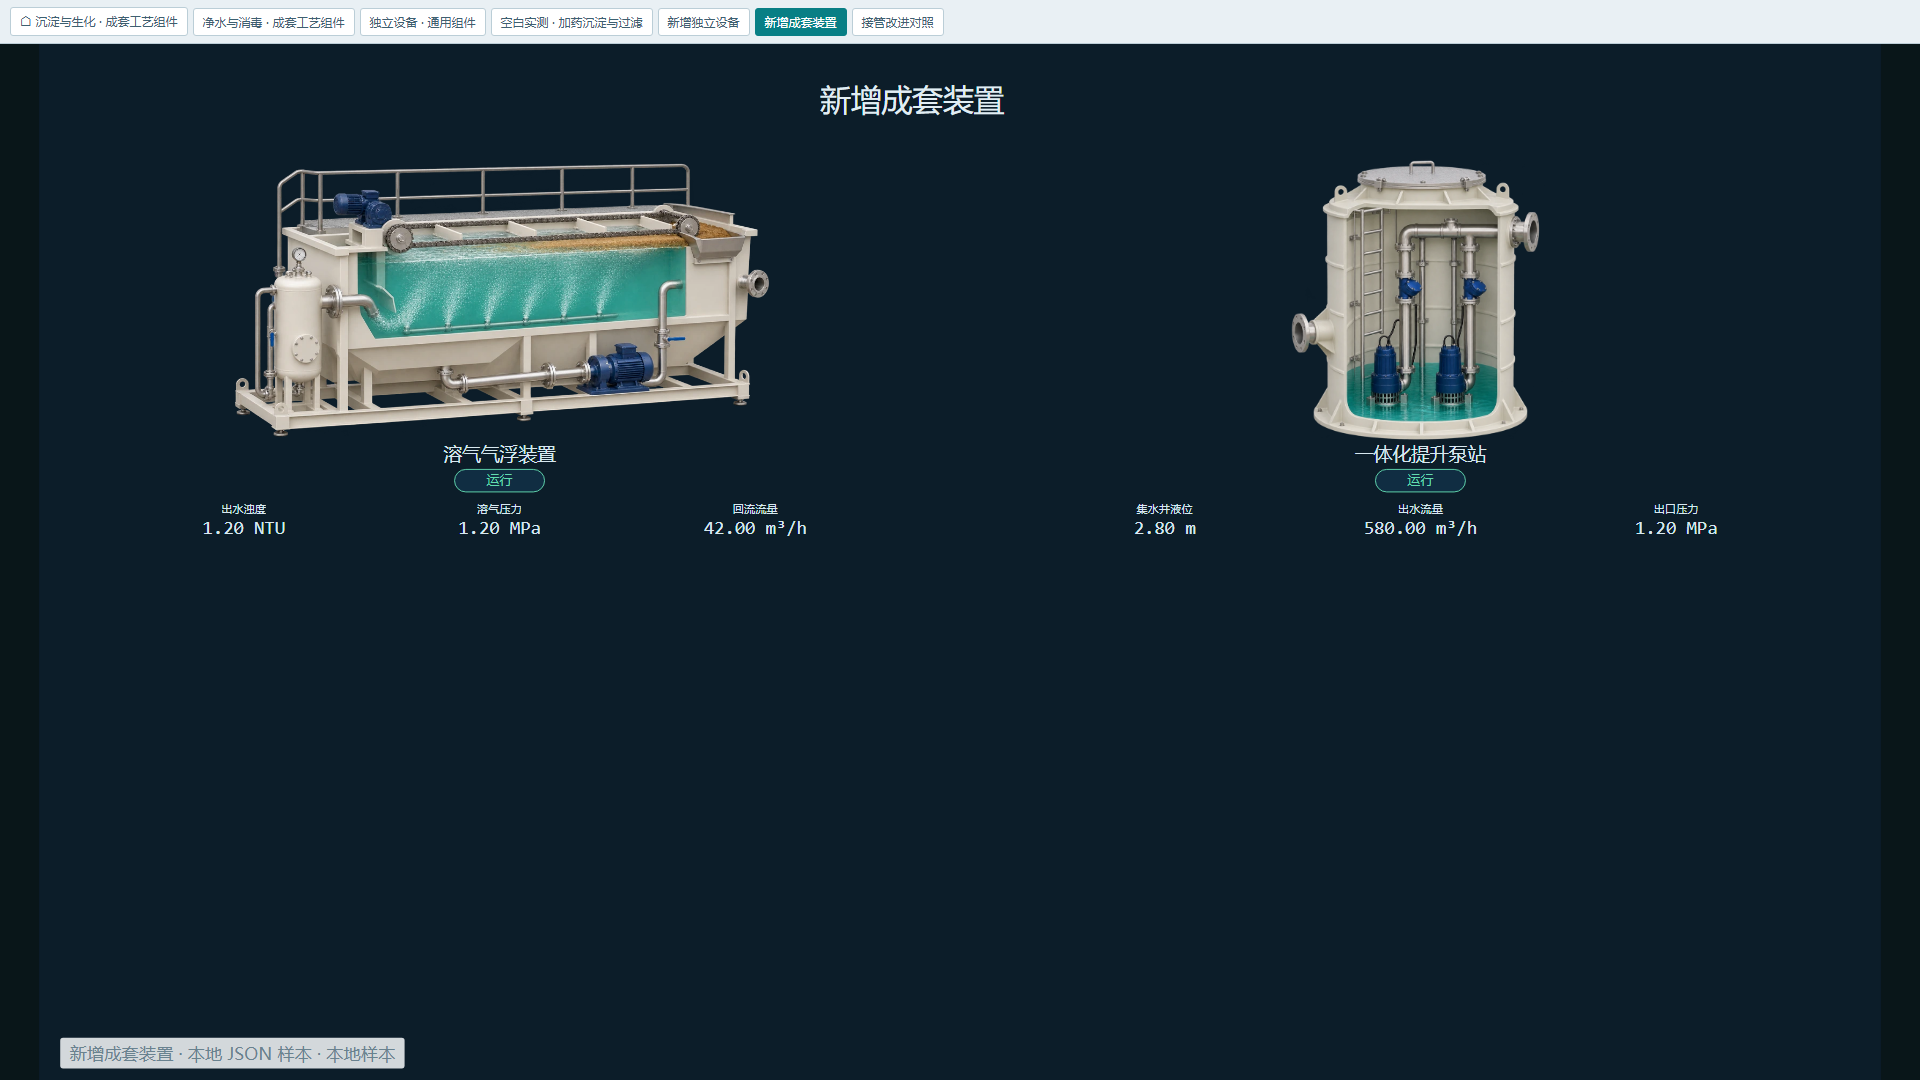 沉淀与生化 · 成套工艺组件
净水与消毒 · 成套工艺组件
独立设备 · 通用组件
空白实测 · 加药沉淀与过滤
新增独立设备
新增成套装置
接管改进对照
新增成套装置
溶气气浮装置
运行
出水浊度
1.20 NTU
溶气压力
1.20 MPa
回流流量
42.00 m³/h
一体化提升泵站
运行
集水井液位
2.80 m
出水流量
580.00 m³/h
出口压力
1.20 MPa
新增成套装置 · 本地 JSON 样本 · 本地样本